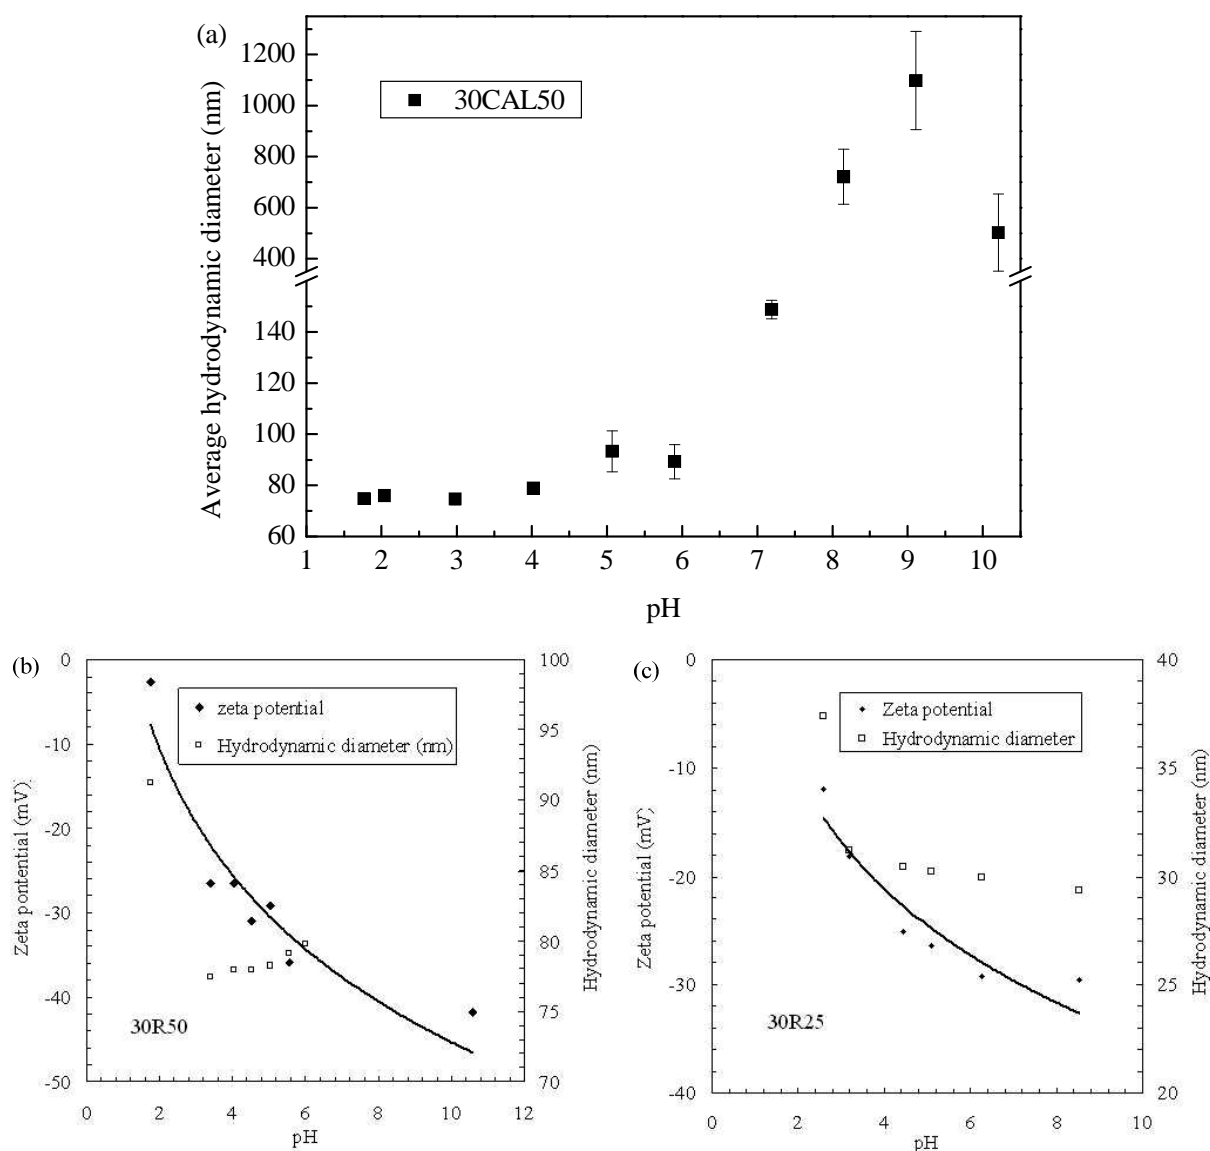 (a)
Average hydrodynamic diameter (nm)
1200
1000
800
600
400
140
120
100
80
60
30CAL50
1 2 3 4 5 6 7 8 9 10
pH
(b)
Zeta pontential (mV)
0
-10
-20
-30
-40
-50
zeta potential
Hydrodynamic diameter (nm)
30R50
100
95
90
85
80
75
70
Hydrodynamic diameter (nm)
0 2 4 6 8 10 12
pH
(c)
Zeta potential (mV)
0
-10
-20
-30
-40
Zeta potential
Hydrodynamic diameter
30R25
40
35
30
25
20
Hydrodynamic diameter (nm)
0 2 4 6 8 10
pH